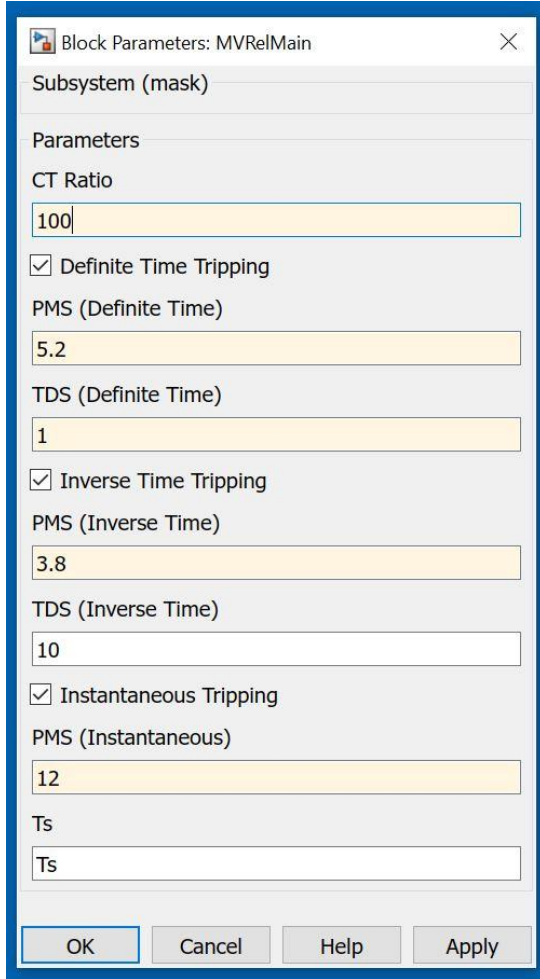 Block Parameters: MVRelMain
Subsystem (mask)
Parameters
CT Ratio
100
Definite Time Tripping
PMS (Definite Time)
5.2
TDS (Definite Time)
1
Inverse Time Tripping
PMS (Inverse Time)
3.8
TDS (Inverse Time)
10
Instantaneous Tripping
PMS (Instantaneous)
12
Ts
Ts
OK Cancel Help Apply